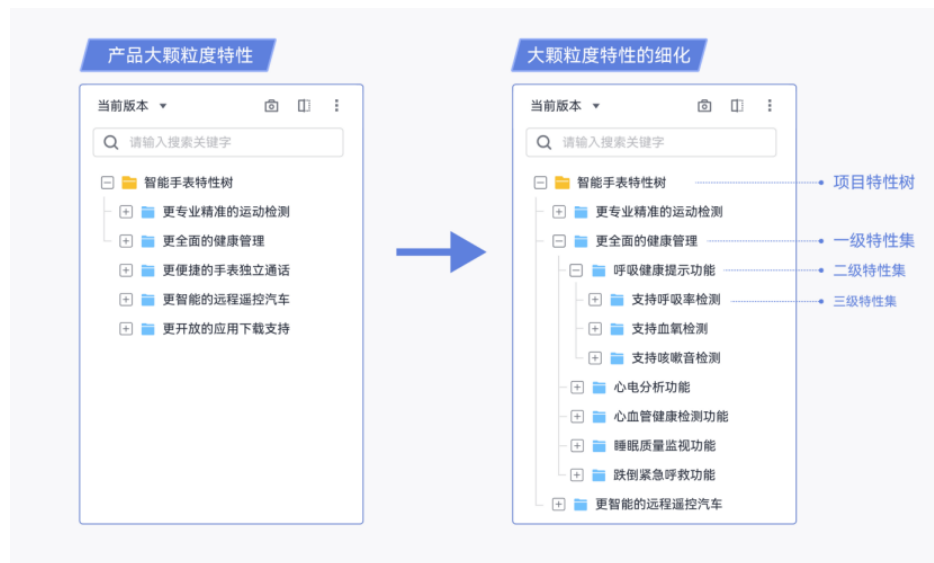 产品大颗粒度特性
当前版本
请输入搜索关键字
智能手表特性树
更专业精准的运动检测
更全面的健康管理
更便捷的手表独立通话
更智能的远程遥控汽车
更开放的应用下载支持
大颗粒度特性的细化
当前版本
请输入搜索关键字
智能手表特性树
项目特性树
更专业精准的运动检测
更全面的健康管理
一级特性集
呼吸健康提示功能
二级特性集
支持呼吸率检测
三级特性集
支持血氧检测
支持咳嗽音检测
心电分析功能
心血管健康检测功能
睡眠质量监视功能
跌倒紧急呼救功能
更智能的远程遥控汽车